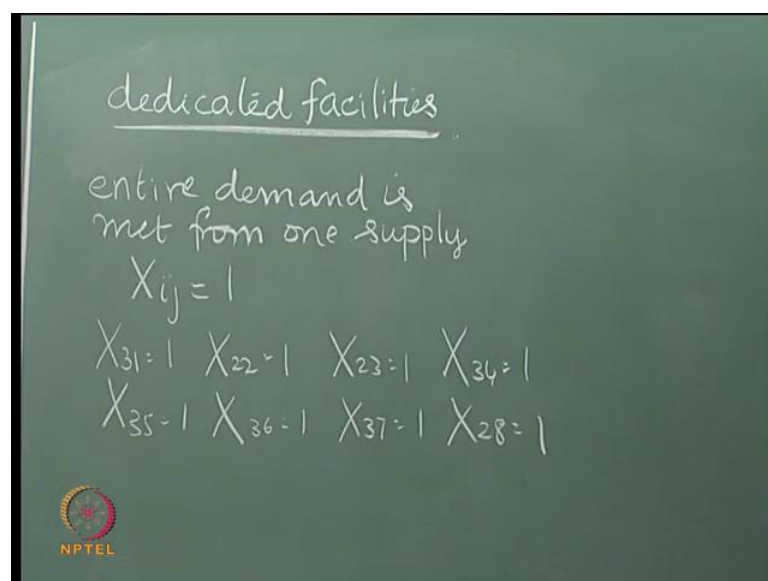 dedicated facilities
entire demand is
met from one supply
Xij = 1
X31=1 X22=1 X23=1 X34=1
X35=1 X36=1 X37=1 X28=1
NPTEL